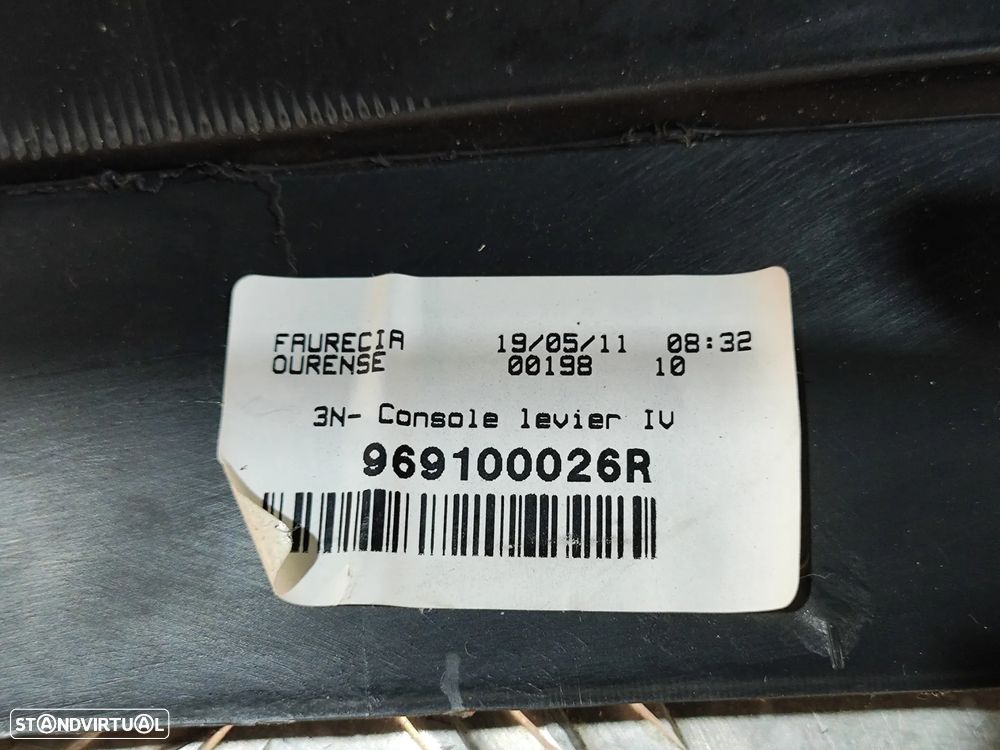 FAURECIA 19/05/11 08:32
OURENSE 00198 10
3N- Console levier IV
969100026R
STANDVIRTUAL